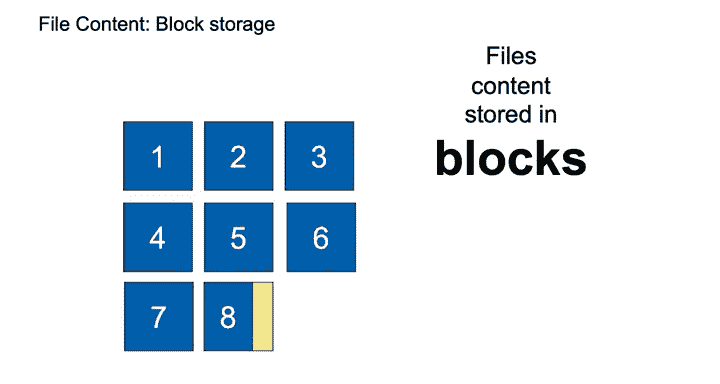 File Content: Block storage
Files
content
stored in
blocks
1 2 3
4 5 6
7 8